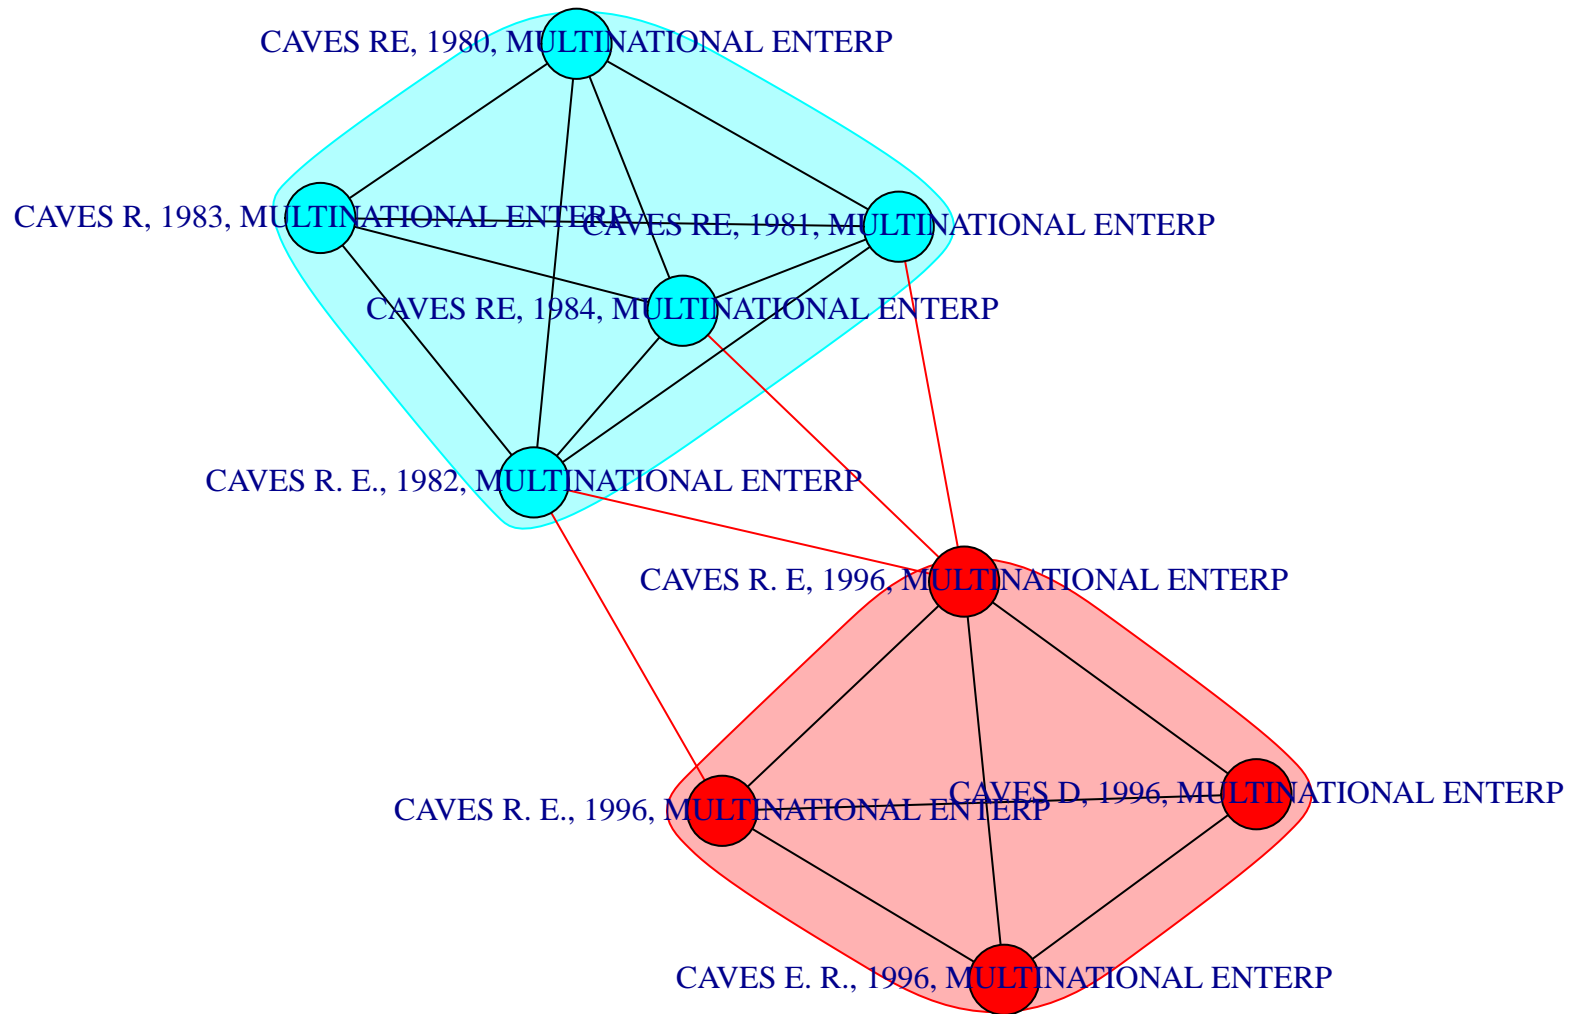 CAVES RE, 1980, MULTINATIONAL ENTERP
CAVES R, 1983, MULTINATIONAL ENTERP
CAVES RE, 1981, MULTINATIONAL ENTERP
CAVES RE, 1984, MULTINATIONAL ENTERP
CAVES R. E., 1982, MULTINATIONAL ENTERP
CAVES R. E, 1996, MULTINATIONAL ENTERP
CAVES D, 1996, MULTINATIONAL ENTERP
CAVES R. E., 1996, MULTINATIONAL ENTERP
CAVES E. R., 1996, MULTINATIONAL ENTERP